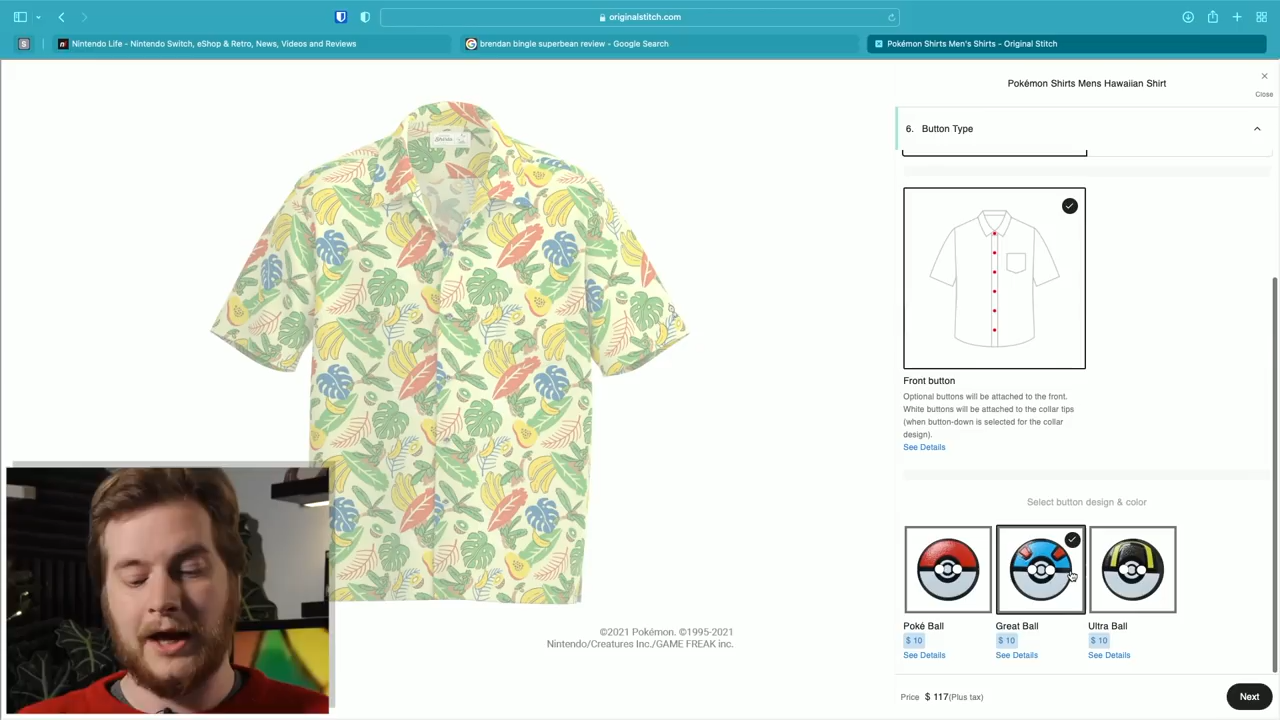 originalstitch.com
S
Nintendo Life - Nintendo Switch, eShop & Retro, News, Videos and Reviews
G brendan bingle superbean review - Google Search
Pokémon Shirts Men's Shirts - Original Stitch
Pokémon Shirts Mens Hawaiian Shirt
Close
6. Button Type
Front button
Optional buttons will be attached to the front.
White buttons will be attached to the collar tips
(when button-down is selected for the collar
design).
See Details
Select button design & color
Poké Ball
$ 10
See Details
Great Ball
$ 10
See Details
Ultra Ball
$ 10
See Details
©2021 Pokémon. ©1995-2021
Nintendo/Creatures Inc./GAME FREAK inc.
Price $ 117(Plus tax)
Next